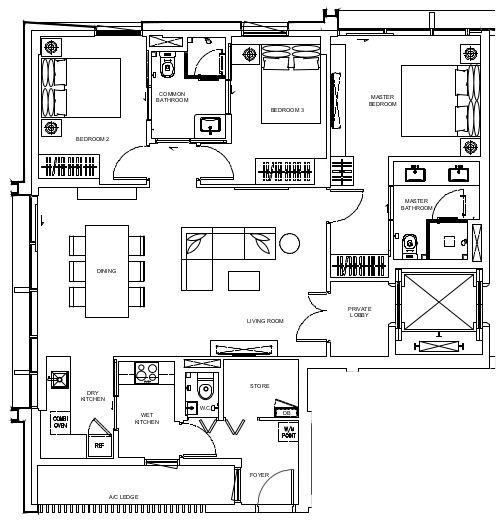 COMMON
BATHROOM
MASTER
BEDROOM
BEDROOM 3
BEDROOM 2
MASTER
BATHROOM
DINING
LIVING ROOM
PRIVATE
LOBBY
DRY
KITCHEN
STORE
W.C
DB
WET
KITCHEN
COMBI
OVEN
W/M
POINT
REF
FOYER
A/C LEDGE